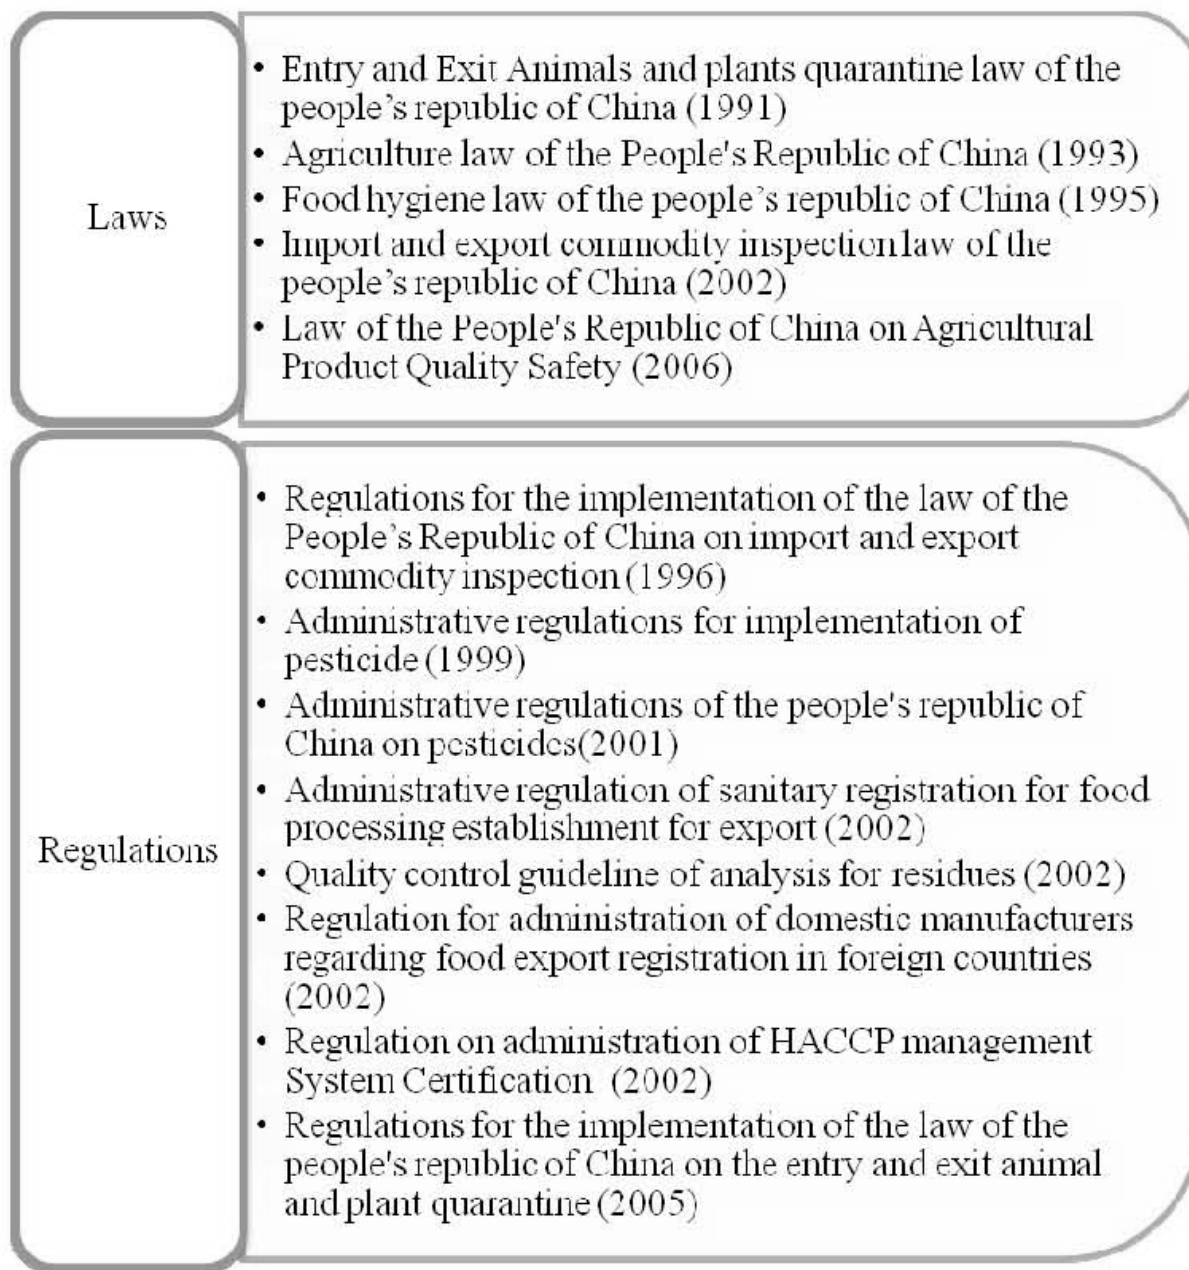 Laws
• Entry and Exit Animals and plants quarantine law of the
people’s republic of China (1991)
• Agriculture law of the People's Republic of China (1993)
• Food hygiene law of the people’s republic of China (1995)
• Import and export commodity inspection law of the
people’s republic of China (2002)
• Law of the People's Republic of China on Agricultural
Product Quality Safety (2006)
Regulations
• Regulations for the implementation of the law of the
People’s Republic of China on import and export
commodity inspection (1996)
• Administrative regulations for implementation of
pesticide (1999)
• Administrative regulations of the people's republic of
China on pesticides(2001)
• Administrative regulation of sanitary registration for food
processing establishment for export (2002)
• Quality control guideline of analysis for residues (2002)
• Regulation for administration of domestic manufacturers
regarding food export registration in foreign countries
(2002)
• Regulation on administration of HACCP management
System Certification (2002)
• Regulations for the implementation of the law of the
people's republic of China on the entry and exit animal
and plant quarantine (2005)